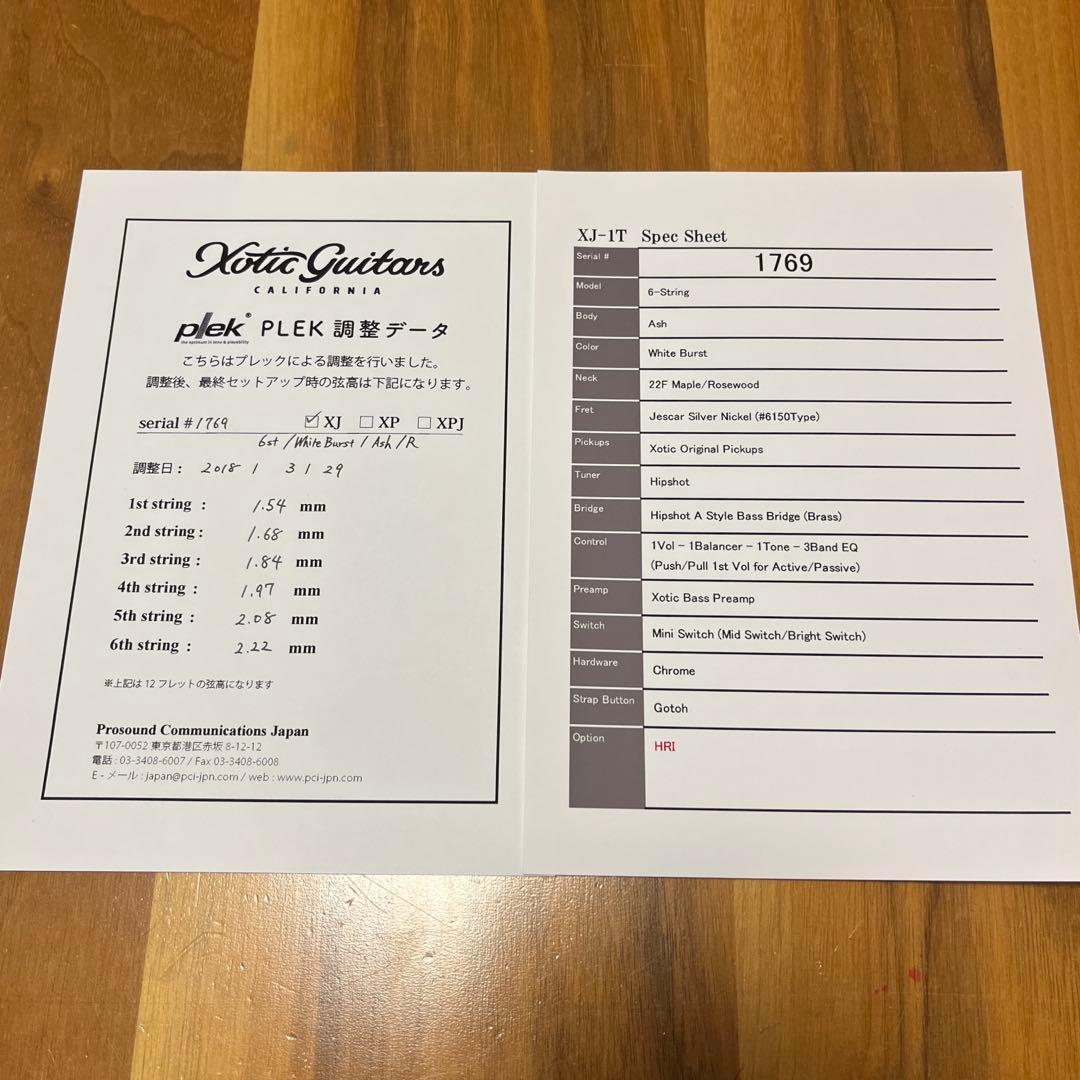 Xotic Guitars
CALIFORNIA
plek® PLEK 調整データ
the optimum in tone & playability
こちらはプレックによる調整を行いました。
調整後、最終セットアップ時の弦高は下記になります。
serial #1769 ☑XJ □XP □XPJ
6st / White Burst / Ash / R
調整日: 2018 / 3 / 29
1st string : 1.54 mm
2nd string : 1.68 mm
3rd string : 1.84 mm
4th string : 1.97 mm
5th string : 2.08 mm
6th string : 2.22 mm
※上記は12フレットの弦高になります
Prosound Communications Japan
〒107-0052 東京都港区赤坂 8-12-12
電話 : 03-3408-6007 / Fax 03-3408-6008
E - メール : japan@pci-jpn.com / web : www.pci-jpn.com
XJ-1T Spec Sheet
Serial # 1769
Model 6-String
Body Ash
Color White Burst
Neck 22F Maple/Rosewood
Fret Jescar Silver Nickel (#6150Type)
Pickups Xotic Original Pickups
Tuner Hipshot
Bridge Hipshot A Style Bass Bridge (Brass)
Control 1Vol - 1Balancer - 1Tone - 3Band EQ
(Push/Pull 1st Vol for Active/Passive)
Preamp Xotic Bass Preamp
Switch Mini Switch (Mid Switch/Bright Switch)
Hardware Chrome
Strap Button Gotoh
Option HRI